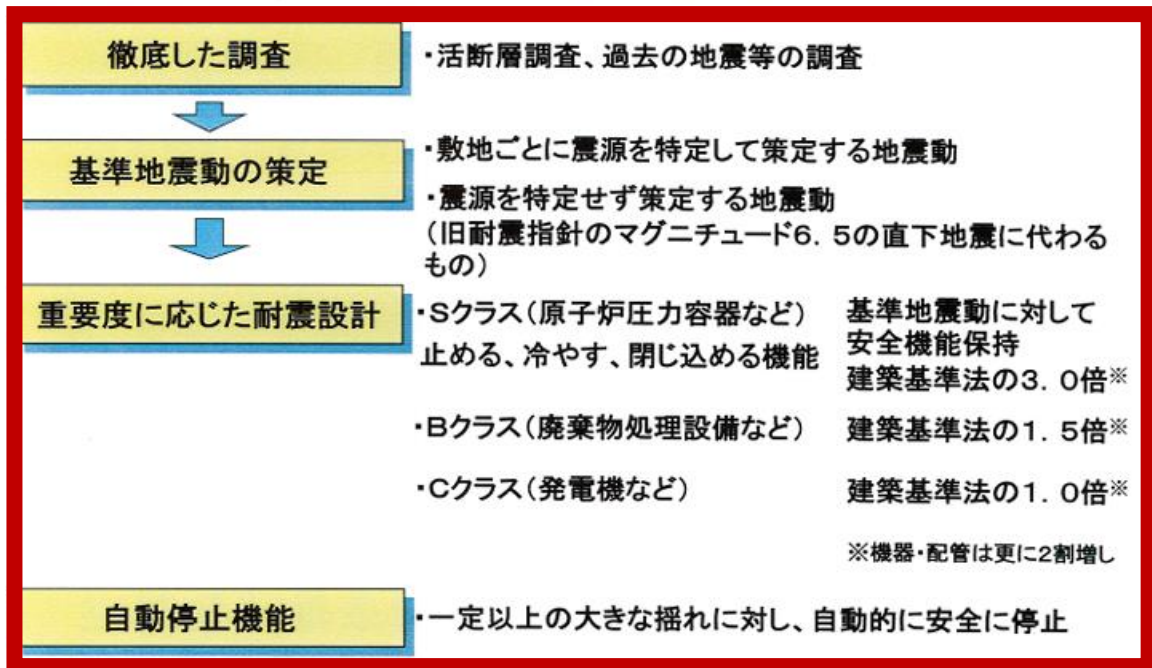 徹底した調査
・活断層調査、過去の地震等の調査
基準地震動の策定
・敷地ごとに震源を特定して策定する地震動
・震源を特定せず策定する地震動
(旧耐震指針のマグニチュード6.5の直下地震に代わる
もの)
重要度に応じた耐震設計
・Sクラス(原子炉圧力容器など)
止める、冷やす、閉じ込める機能
基準地震動に対して
安全機能保持
建築基準法の3.0倍※
・Bクラス(廃棄物処理設備など)
建築基準法の1.5倍※
・Cクラス(発電機など)
建築基準法の1.0倍※
※機器・配管は更に2割増し
自動停止機能
・一定以上の大きな揺れに対し、自動的に安全に停止